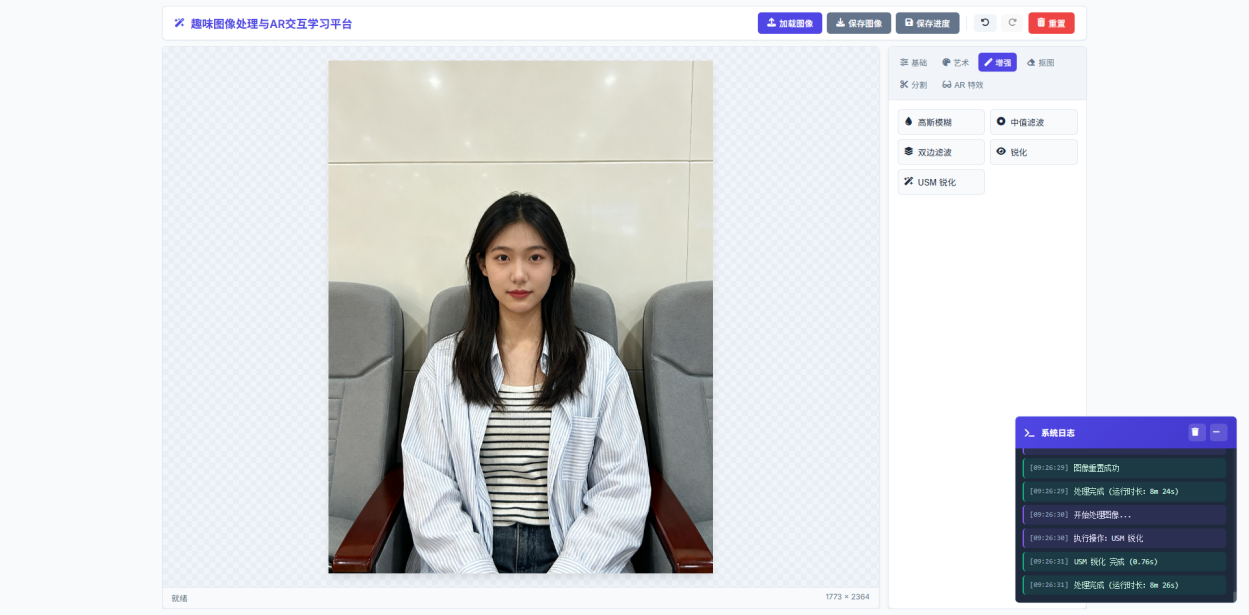 趣味图像处理与AR交互学习平台
加载图像 保存图像 保存进度 重置
基础 艺术 增强 抠图
分割 AR 特效
高斯模糊 中值滤波
双边滤波 锐化
USM 锐化
系统日志
[09:26:29] 图像重置成功
[09:26:29] 处理完成 (运行时长: 8m 24s)
[09:26:30] 开始处理图像...
[09:26:30] 执行操作: USM 锐化
[09:26:31] USM 锐化 完成 (0.76s)
[09:26:31] 处理完成 (运行时长: 8m 26s)
就绪 1773 × 2364